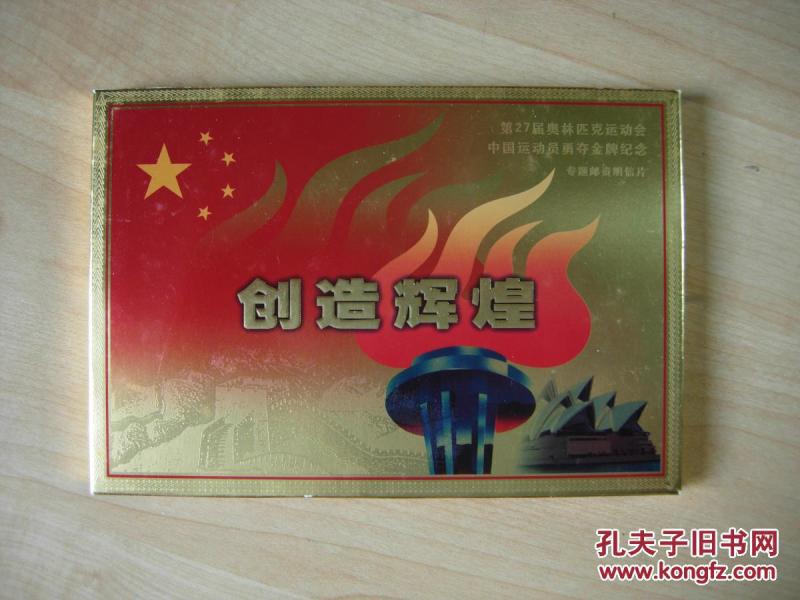 第27届奥林匹克运动会
中国运动员勇夺金牌纪念
专题邮资明信片
创造辉煌
孔夫子旧书网
www.kongfz.com